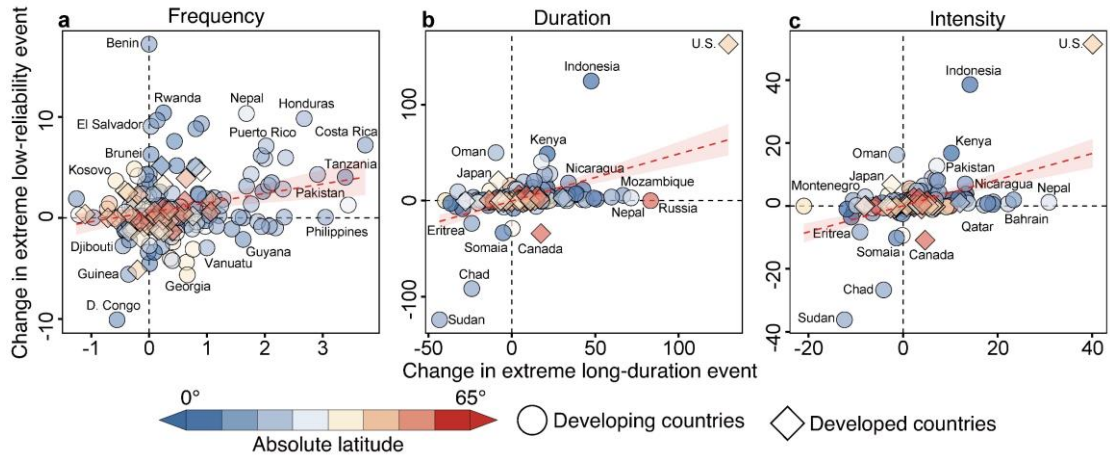 a Frequency
b Duration
c Intensity
Change in extreme low-reliability event
10
0
-10
-1
0
1
2
3
Benin
Rwanda
Nepal
Honduras
El Salvador
Puerto Rico
Costa Rica
Brunei
Tanzania
Kosovo
Pakistan
Djibouti
Philippines
Guyana
Vanuatu
Guinea
Georgia
D. Congo
100
0
-100
-50
0
50
100
U.S.
Indonesia
Kenya
Oman
Japan
Nicaragua
Mozambique
Nepal
Russia
Eritrea
Somaia
Canada
Chad
Sudan
40
20
0
-20
-40
-20
0
20
40
U.S.
Indonesia
Kenya
Oman
Pakistan
Japan
Nicaragua
Montenegro
Nepal
Qatar
Bahrain
Eritrea
Somaia
Canada
Chad
Sudan
Change in extreme long-duration event
0°
65°
Absolute latitude
Developing countries
Developed countries